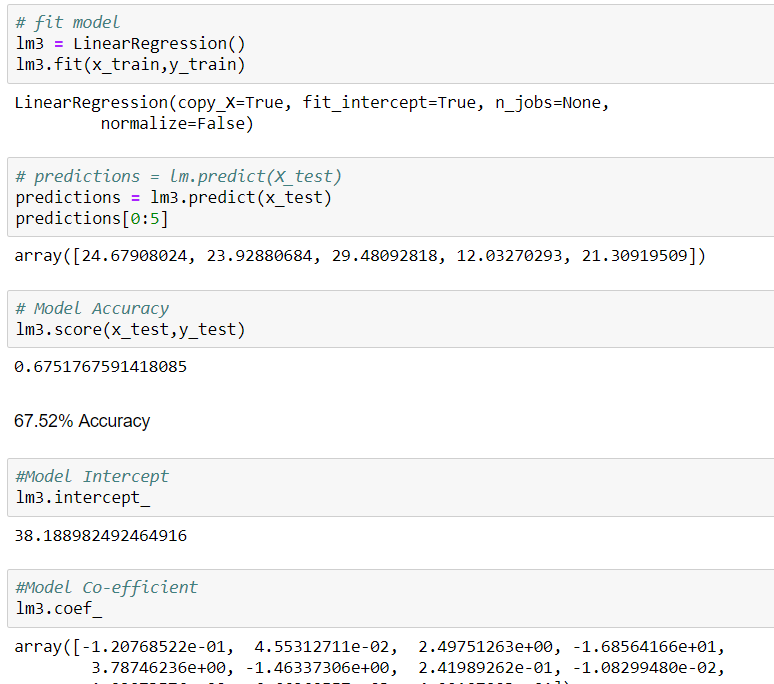 # fit model
lm3 = LinearRegression()
lm3.fit(x_train,y_train)
LinearRegression(copy_X=True, fit_intercept=True, n_jobs=None,
normalize=False)
# predictions = lm.predict(X_test)
predictions = lm3.predict(x_test)
predictions[0:5]
array([24.67908024, 23.92880684, 29.48092818, 12.03270293, 21.30919509])
# Model Accuracy
lm3.score(x_test,y_test)
0.6751767591418085
67.52% Accuracy
#Model Intercept
lm3.intercept_
38.188982492464916
#Model Co-efficient
lm3.coef_
array([-1.20768522e-01, 4.55312711e-02, 2.49751263e+00, -1.68564166e+01,
3.78746236e+00, -1.46337306e+00, 2.41989262e-01, -1.08299480e-02,